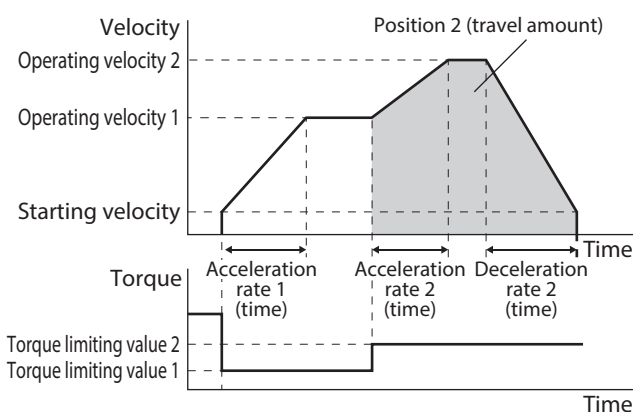 Velocity
Position 2 (travel amount)
Operating velocity 2
Operating velocity 1
Starting velocity
Time
Acceleration
rate 1
(time)
Acceleration
rate 2
(time)
Deceleration
rate 2
(time)
Torque
Torque limiting value 2
Torque limiting value 1
Time